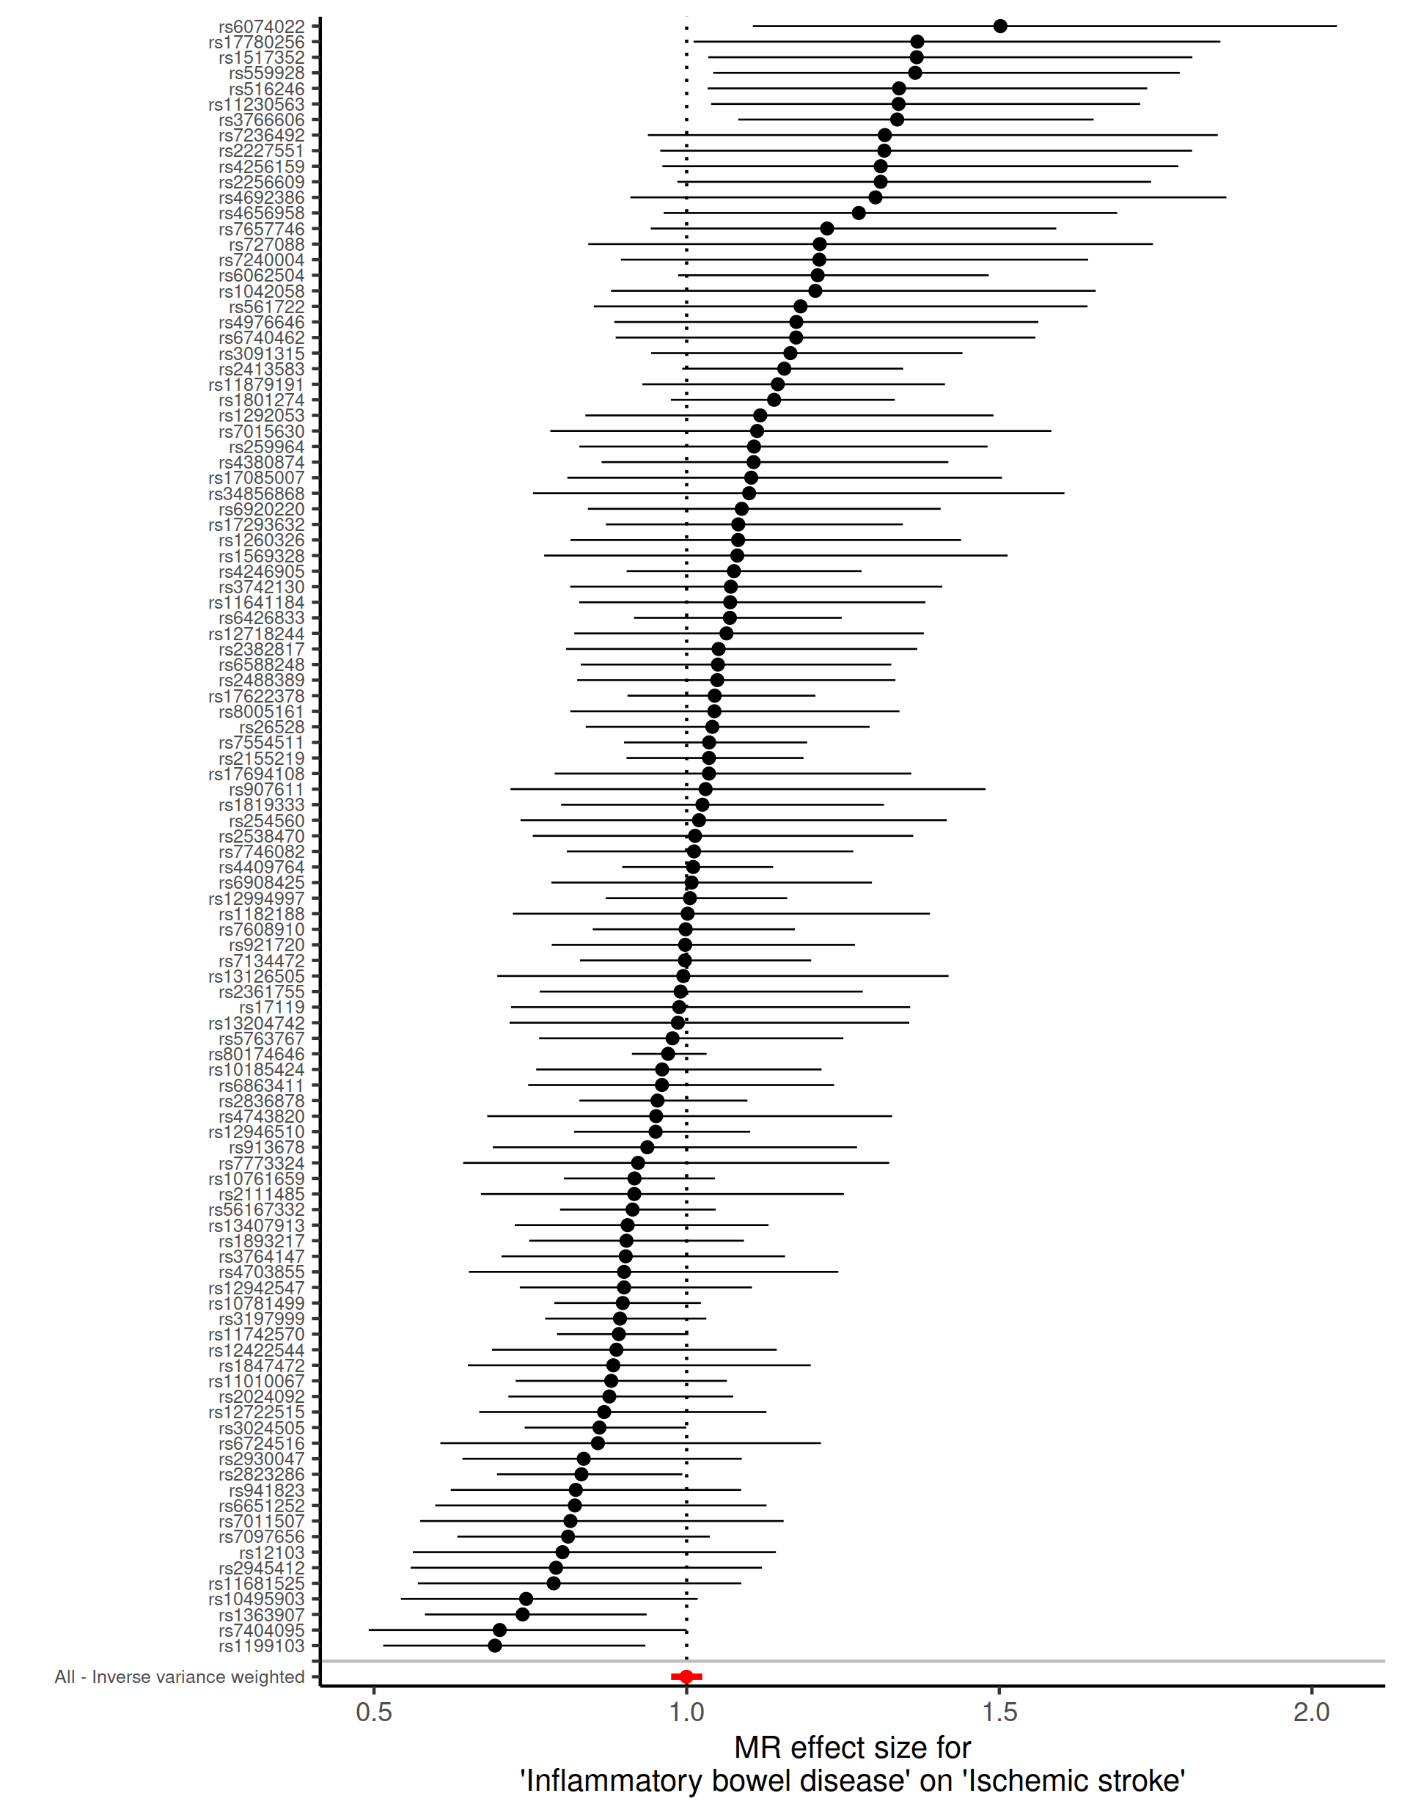 rs6074022
rs17780256
rs1517352
rs559928
rs516246
rs11230563
rs3766606
rs7236492
rs2227551
rs4256159
rs2256609
rs4692386
rs4656958
rs7657746
rs727088
rs7240004
rs6062504
rs1042058
rs561722
rs4976646
rs6740462
rs3091315
rs2413583
rs11879191
rs1801274
rs1292053
rs7015630
rs259964
rs4380874
rs17085007
rs34856868
rs6920220
rs17293632
rs1260326
rs1569328
rs4246905
rs3742130
rs11641184
rs6426833
rs12718244
rs2382817
rs6588248
rs2488389
rs17622378
rs8005161
rs26528
rs7554511
rs2155219
rs17694108
rs907611
rs1819333
rs254560
rs2538470
rs7746082
rs4409764
rs6908425
rs12994997
rs1182188
rs7608910
rs921720
rs7134472
rs13126505
rs2361755
rs17119
rs13204742
rs5763767
rs80174646
rs10185424
rs6863411
rs2836878
rs4743820
rs12946510
rs913678
rs7773324
rs10761659
rs2111485
rs56167332
rs13407913
rs1893217
rs3764147
rs4703855
rs12942547
rs10781499
rs3197999
rs11742570
rs12422544
rs1847472
rs11010067
rs2024092
rs12722515
rs3024505
rs6724516
rs2930047
rs2823286
rs941823
rs6651252
rs7011507
rs7097656
rs12103
rs2945412
rs11681525
rs10495903
rs1363907
rs7404095
rs1199103
All - Inverse variance weighted
0.5 1.0 1.5 2.0
MR effect size for
'Inflammatory bowel disease' on 'Ischemic stroke'